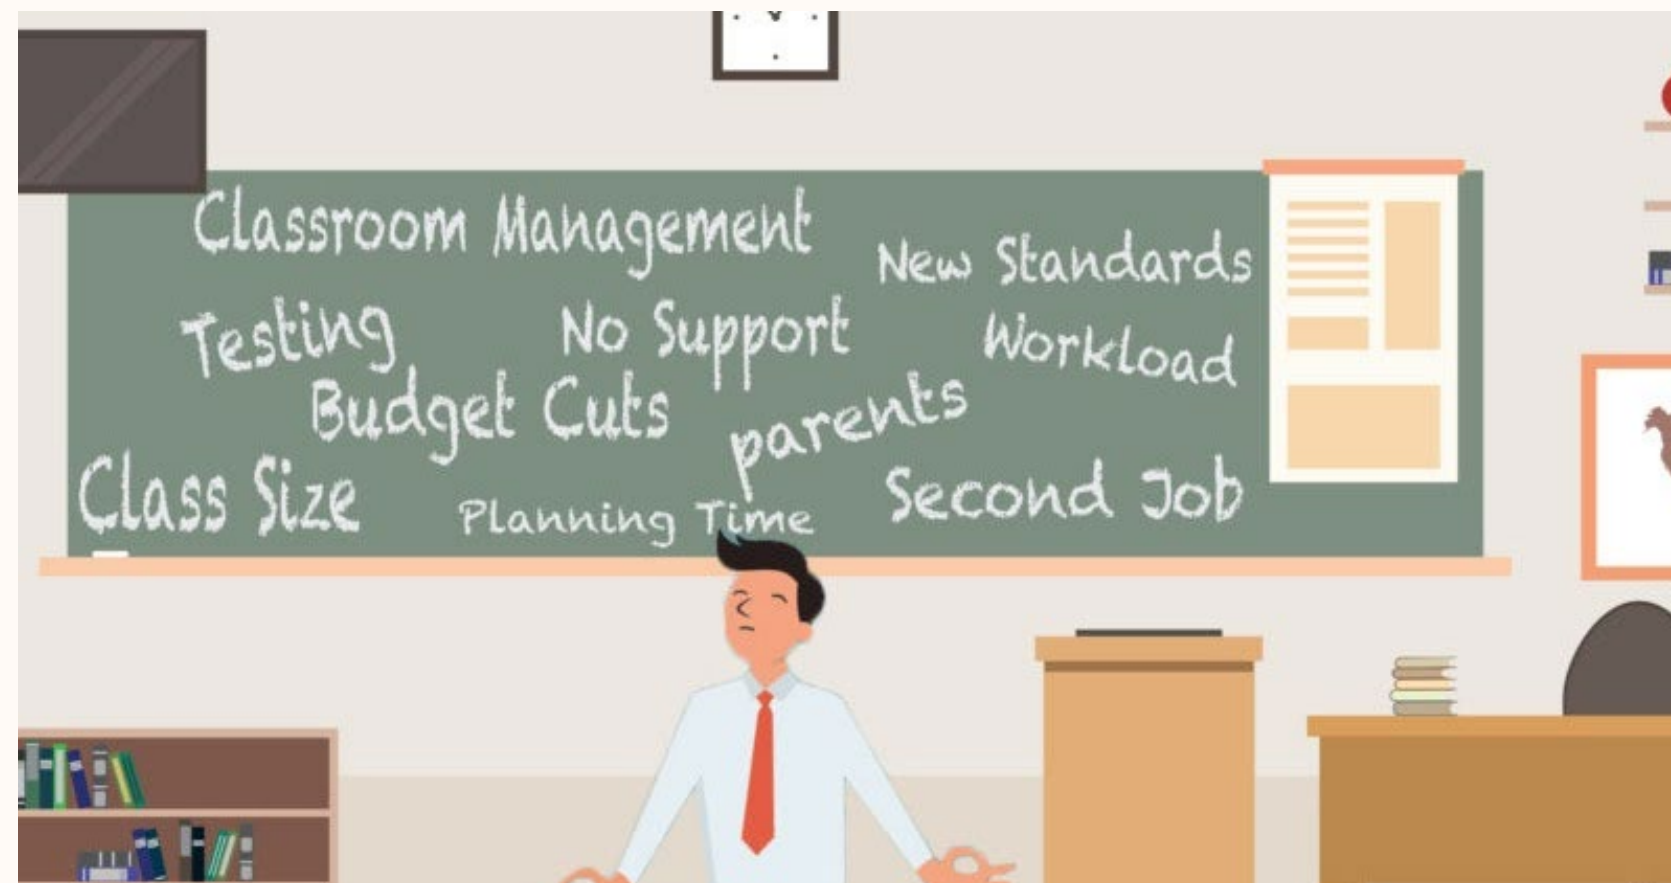 Classroom Management
New Standards
Testing
No Support
Workload
Budget Cuts
parents
Class Size
Planning Time
Second Job